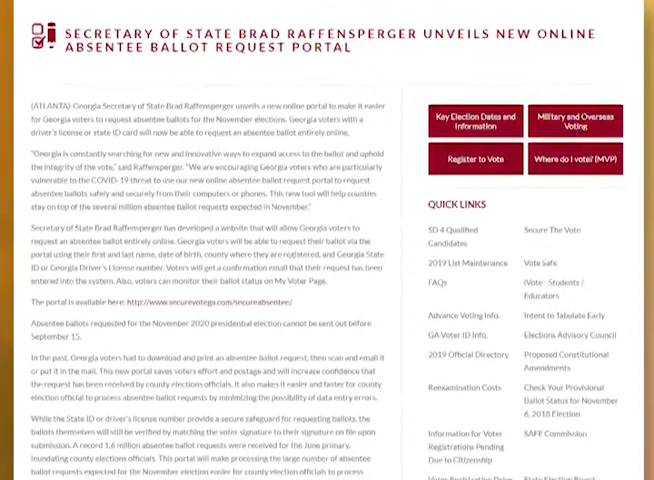 SECRETARY OF STATE BRAD RAFFENSPERGER UNVEILS NEW ONLINE
ABSENTEE BALLOT REQUEST PORTAL
(ATLANTA)-Georgia Secretary of State Brad Raffensperger unveils a new online portal to make it easier
for Georgia voters to request absentee ballots for the November elections. Georgia voters with a
driver's license or state ID card will now be able to request an absentee ballot entirely online.
"Georgia is constantly searching for new and innovative ways to expand access to the ballot and uphold
the integrity of the vote," said Raffensperger. "We are encouraging Georgia voters who are particularly
vulnerable to the COVID-19 threat to use our new online absentee ballot request portal to request
absentee ballots safely and securely from their computers or phones. This new tool will help counties
stay on top of the several million absentee ballot requests expected in November."
Secretary of State Brad Raffensperger has developed a website that will allow Georgia voters to
request an absentee ballot entirely online. Georgia voters will be able to request their ballot via the
portal using their first and last name, date of birth, county where they are registered, and Georgia State
ID or Georgia Driver's License number. Voters will get a confirmation email that their request has been
entered into the system. Also, voters can monitor their ballot status on My Voter Page.
The portal is available here: http://www.securevotega.com/secureabsentee/
Absentee ballots requested for the November 2020 presidential election cannot be sent out before
September 15.
In the past, Georgia voters had to download and print an absentee ballot request, then scan and email it
or put it in the mail. This new portal saves voters effort and postage and will increase confidence that
the request has been received by county elections officials. It also makes it easier and faster for county
election official to process absentee ballot requests by minimizing the possibility of data entry errors.
While the State ID or driver's license number provide a secure safeguard for requesting ballots, the
ballots themselves will still be verified by matching the voter signature to their signature on file upon
submission. A record 1.6 million absentee ballot requests were received for the June primary,
inundating county elections officials. This portal will make processing the large number of absentee
ballot requests expected for the November election easier for county election officials to process
Key Election Dates and
Information
Military and Overseas
Voting
Register to Vote
Where do I vote? (MVP)
QUICK LINKS
SD 4 Qualified
Candidates
Secure The Vote
2019 List Maintenance
Vote Safe
FAQs
iVote - Students /
Educators
Advance Voting Info.
Intent to Tabulate Early
GA Voter ID Info.
Elections Advisory Council
2019 Official Directory
Proposed Constitutional
Amendments
Reexamination Costs
Check Your Provisional
Ballot Status for November
6, 2018 Election
Information for Voter
Registrations Pending
Due to Citizenship
SAFE Commission
Voter Registration Drive
State Election Board